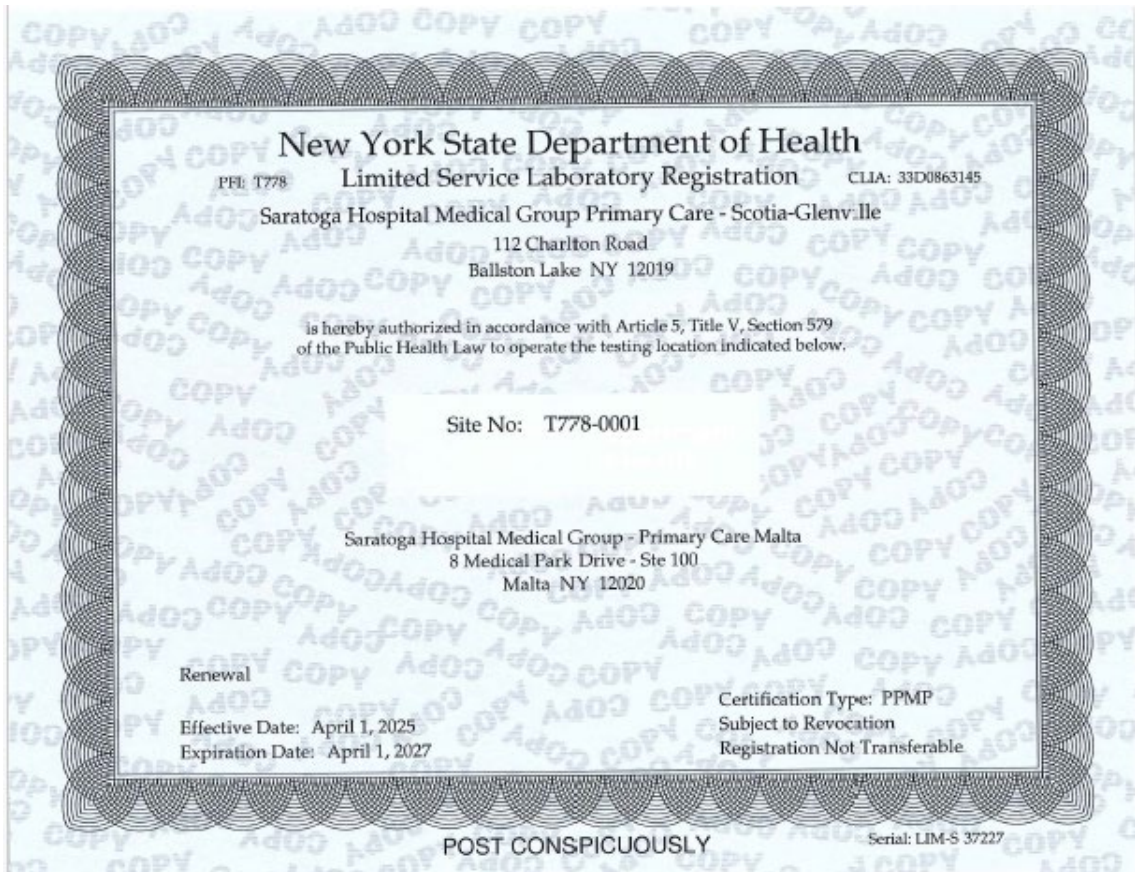 New York State Department of Health
PFI: T778 Limited Service Laboratory Registration CLIA: 33D0863145
Saratoga Hospital Medical Group Primary Care - Scotia-Glenville
112 Charlton Road
Ballston Lake NY 12019
is hereby authorized in accordance with Article 5, Title V, Section 579
of the Public Health Law to operate the testing location indicated below.
Site No: T778-0001
Saratoga Hospital Medical Group - Primary Care Malta
8 Medical Park Drive - Ste 100
Malta NY 12020
Renewal
Effective Date: April 1, 2025
Expiration Date: April 1, 2027
Certification Type: PPMP
Subject to Revocation
Registration Not Transferable
POST CONSPICUOUSLY
Serial: LIM-S 37227
COPY